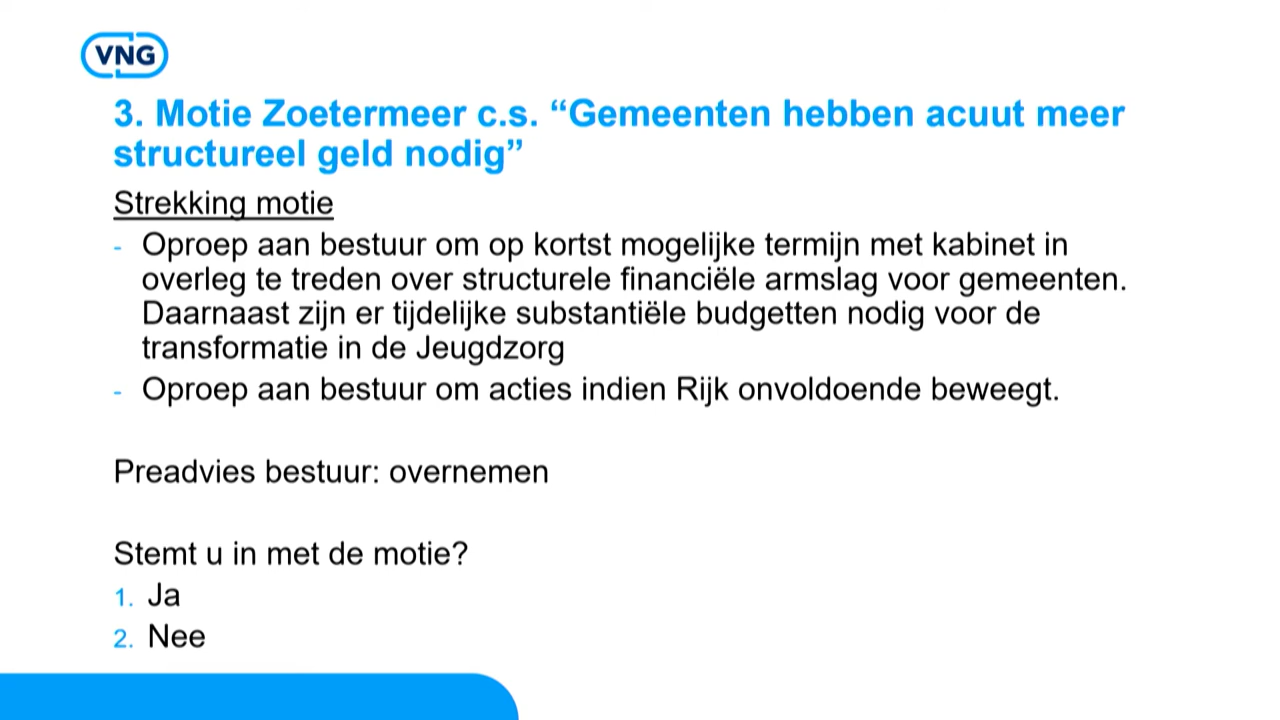 VNG
3. Motie Zoetermeer c.s. “Gemeenten hebben acuut meer
structureel geld nodig”
Strekking motie
- Oproep aan bestuur om op kortst mogelijke termijn met kabinet in
overleg te treden over structurele financiële armslag voor gemeenten.
Daarnaast zijn er tijdelijke substantiële budgetten nodig voor de
transformatie in de Jeugdzorg
- Oproep aan bestuur om acties indien Rijk onvoldoende beweegt.
Preadvies bestuur: overnemen
Stemt u in met de motie?
1. Ja
2. Nee